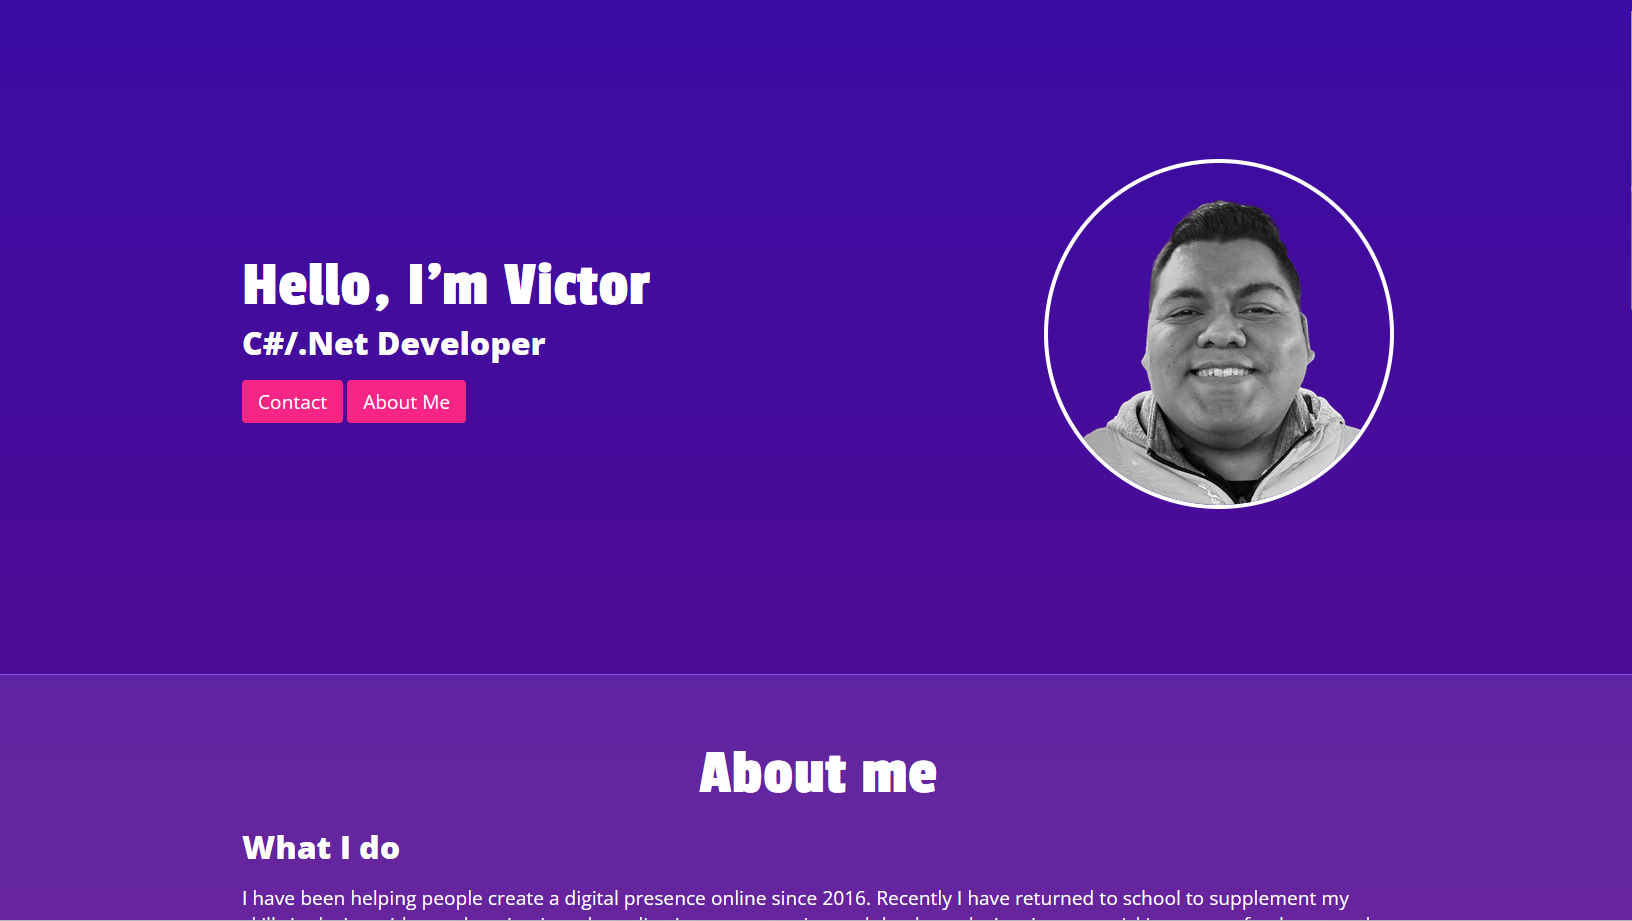 Hello, I’m Victor
C#/.Net Developer
Contact About Me
About me
What I do
I have been helping people create a digital presence online since 2016. Recently I have returned to school to supplement my